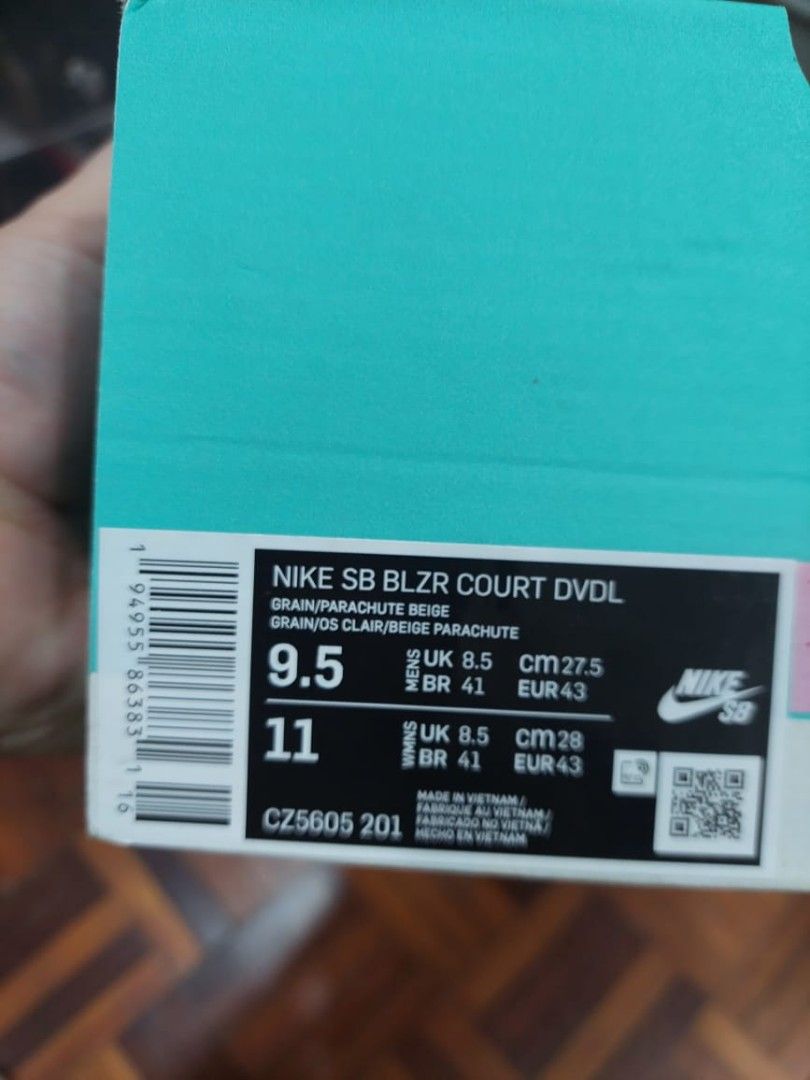 NIKE SB BLZR COURT DVDL
GRAIN/PARACHUTE BEIGE
GRAIN/OS CLAIR/BEIGE PARACHUTE
9.5 MENS UK 8.5 cm 27.5
BR 41 EUR 43
11 WMNS UK 8.5 cm 28
BR 41 EUR 43
CZ5605 201
MADE IN VIETNAM /
FABRIQUE AU VIETNAM /
FABRICADO NO VIETNA /
HECHO EN VIETNAM
NIKE
SB
1 94955 86383 1 16